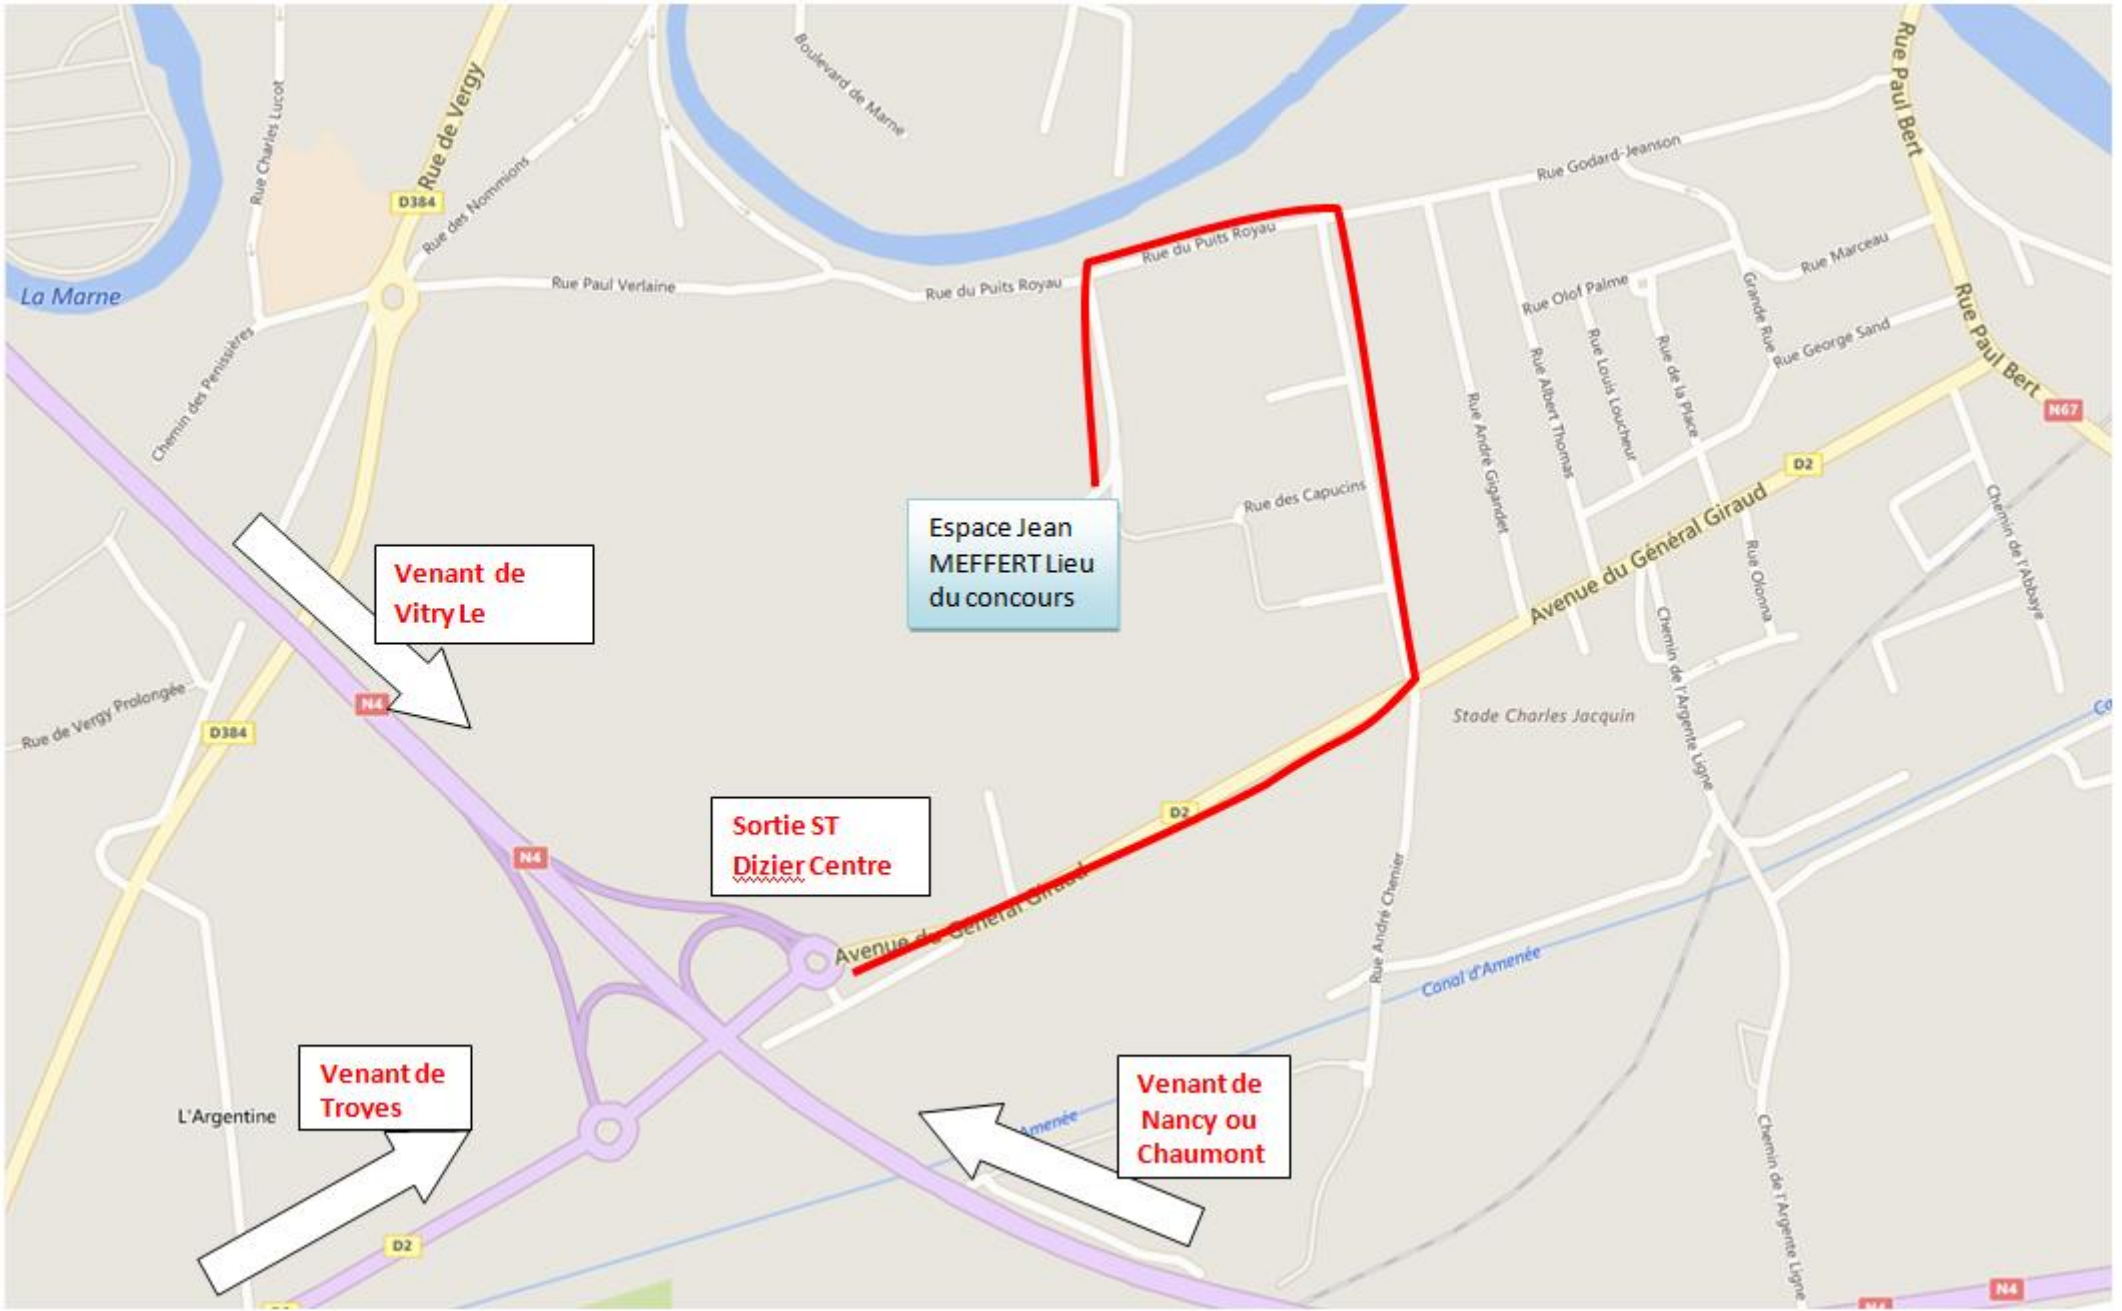 Boulevard de Marne
Rue Paul Bert
Rue Charles Lucot
Rue de Vergy
Rue des Nommions
D384
Rue Godard-Jeanson
Rue du Puits Royau
Rue Marceau
La Marne
Rue Paul Verlaine
Rue du Puits Royau
Rue Olof Palme
Grande Rue
Rue George Sand
Rue Paul Bert
N67
Chemin des Penissières
Rue André Gigandet
Rue Albert Thomas
Rue Louis Loucheur
Rue de la Place
D2
Rue des Capucins
Avenue du Général Giraud
Chemin de l'Abbaye
Rue Olonna
Espace Jean
MEFFERT Lieu
du concours
Venant de
Vitry Le
Chemin de l'Argente Ligne
N4
Rue de Vergy Prolongée
D384
Stade Charles Jacquin
Ca
D2
Sortie ST
Dizier Centre
N4
Avenue du Général Giraud
Rue André Chenier
Canal d'Amenée
Venant de
Troyes
L'Argentine
Venant de
Nancy ou
Chaumont
Amenée
Chemin de l'Argente Ligne
D2
N4
N4